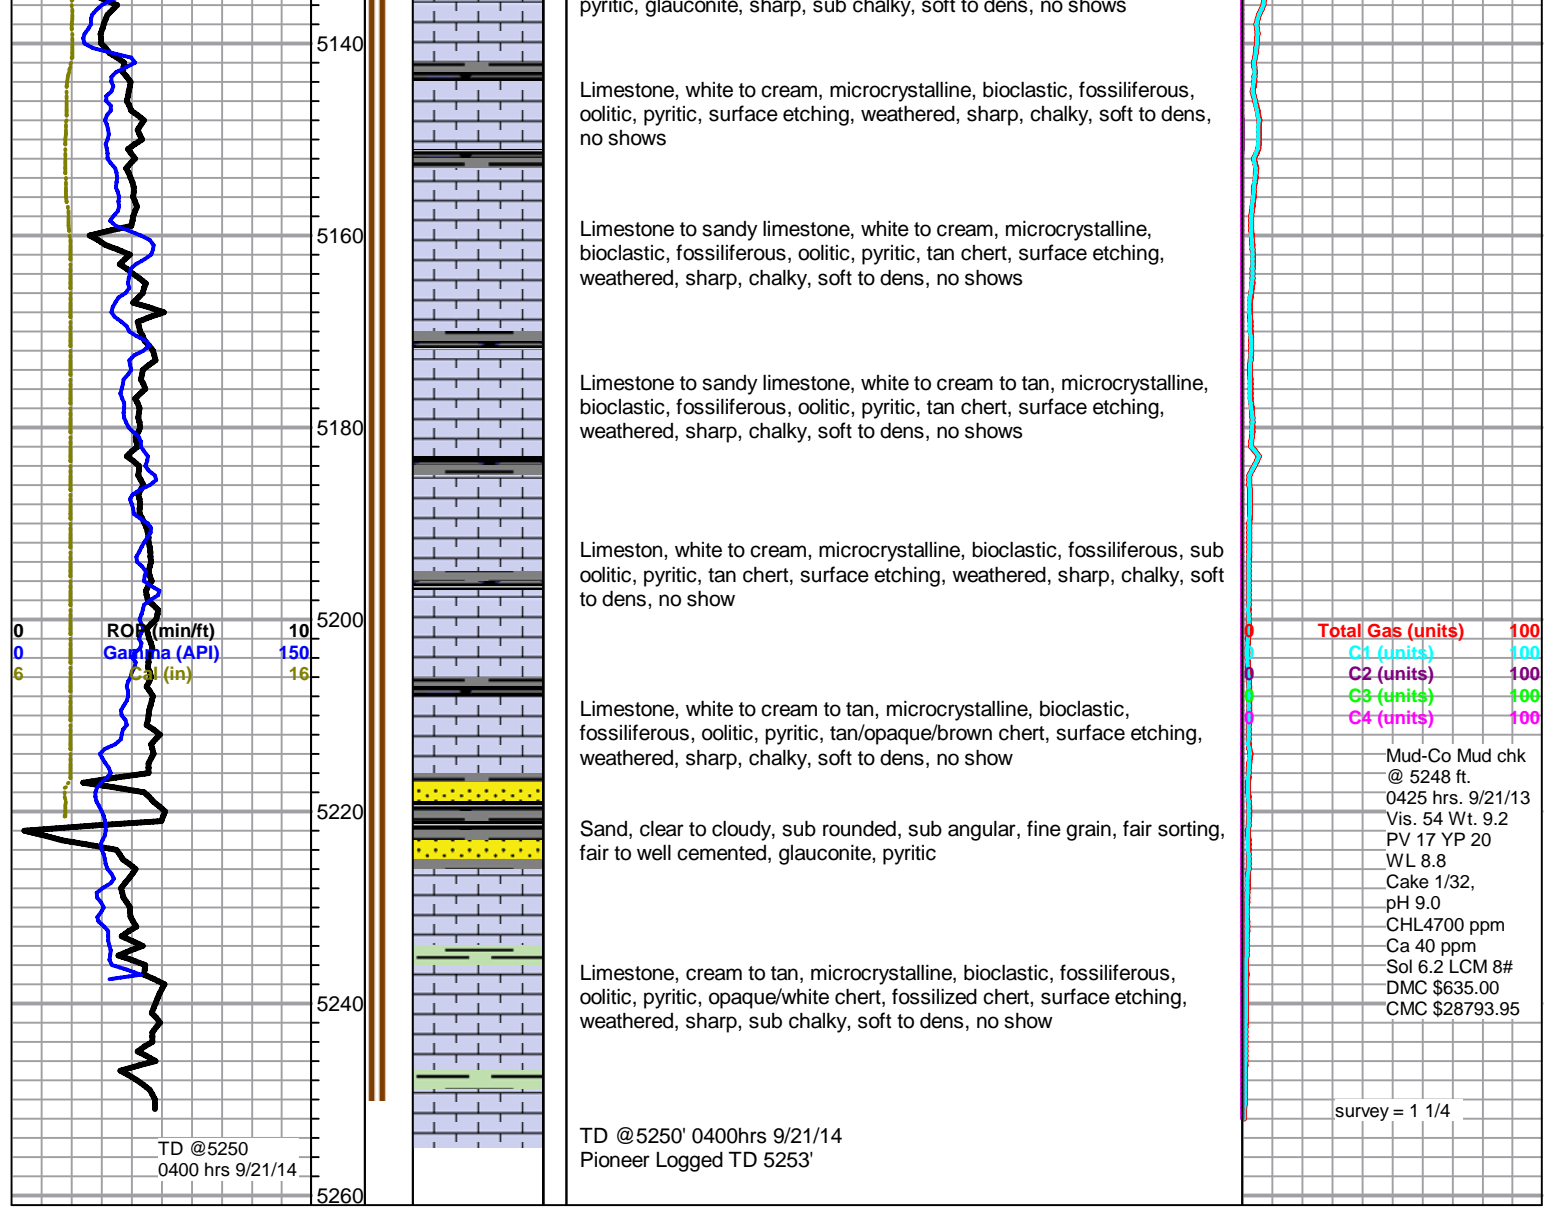 pyritic, glauconite, sharp, sub chalky, soft to dens, no shows
5140
Limestone, white to cream, microcrystalline, bioclastic, fossiliferous,
oolitic, pyritic, surface etching, weathered, sharp, chalky, soft to dens,
no shows
5160
Limestone to sandy limestone, white to cream, microcrystalline,
bioclastic, fossiliferous, oolitic, pyritic, tan chert, surface etching,
weathered, sharp, chalky, soft to dens, no shows
Limestone to sandy limestone, white to cream to tan, microcrystalline,
bioclastic, fossiliferous, oolitic, pyritic, tan chert, surface etching,
weathered, sharp, chalky, soft to dens, no shows
5180
Limeston, white to cream, microcrystalline, bioclastic, fossiliferous, sub
oolitic, pyritic, tan chert, surface etching, weathered, sharp, chalky, soft
to dens, no show
5200
0 ROP (min/ft) 10
0 Gamma (API) 150
6 Cal (in) 16
0 Total Gas (units) 100
0 C1 (units) 100
0 C2 (units) 100
0 C3 (units) 100
0 C4 (units) 100
Limestone, white to cream to tan, microcrystalline, bioclastic,
fossiliferous, oolitic, pyritic, tan/opaque/brown chert, surface etching,
weathered, sharp, chalky, soft to dens, no show
Mud-Co Mud chk
@ 5248 ft.
0425 hrs. 9/21/13
Vis. 54 Wt. 9.2
PV 17 YP 20
WL 8.8
Cake 1/32,
pH 9.0
CHL4700 ppm
Ca 40 ppm
Sol 6.2 LCM 8#
DMC $635.00
CMC $28793.95
5220
Sand, clear to cloudy, sub rounded, sub angular, fine grain, fair sorting,
fair to well cemented, glauconite, pyritic
Limestone, cream to tan, microcrystalline, bioclastic, fossiliferous,
oolitic, pyritic, opaque/white chert, fossilized chert, surface etching,
weathered, sharp, sub chalky, soft to dens, no show
5240
survey = 1 1/4
TD @5250
0400 hrs 9/21/14
TD @5250' 0400hrs 9/21/14
Pioneer Logged TD 5253'
5260